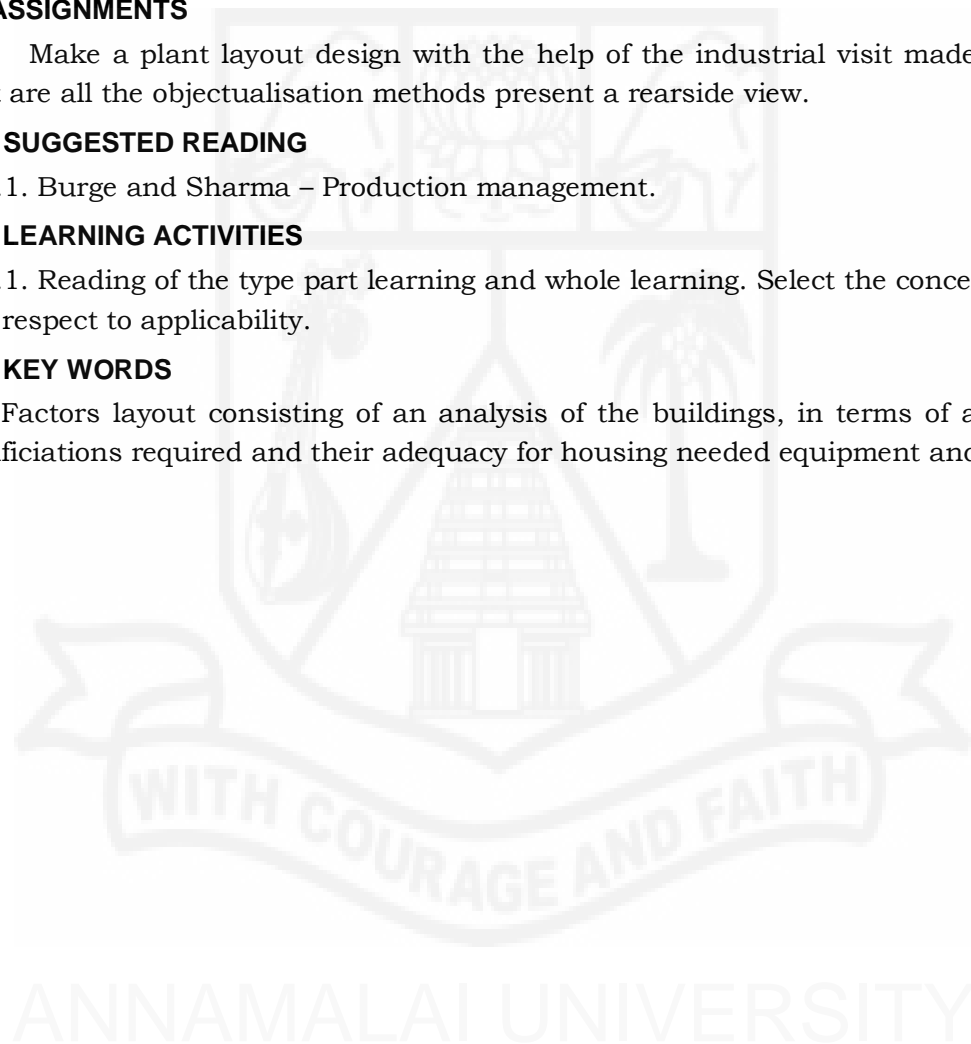 ASSIGNMENTS
Make a plant layout design with the help of the industrial visit made
are all the objectualisation methods present a rearside view.
SUGGESTED READING
.1. Burge and Sharma – Production management.
LEARNING ACTIVITIES
.1. Reading of the type part learning and whole learning. Select the conce
respect to applicability.
KEY WORDS
Factors layout consisting of an analysis of the buildings, in terms of a
ficiations required and their adequacy for housing needed equipment and
WITH COURAGE AND FAITH
ANNAMALAI UNIVERSITY